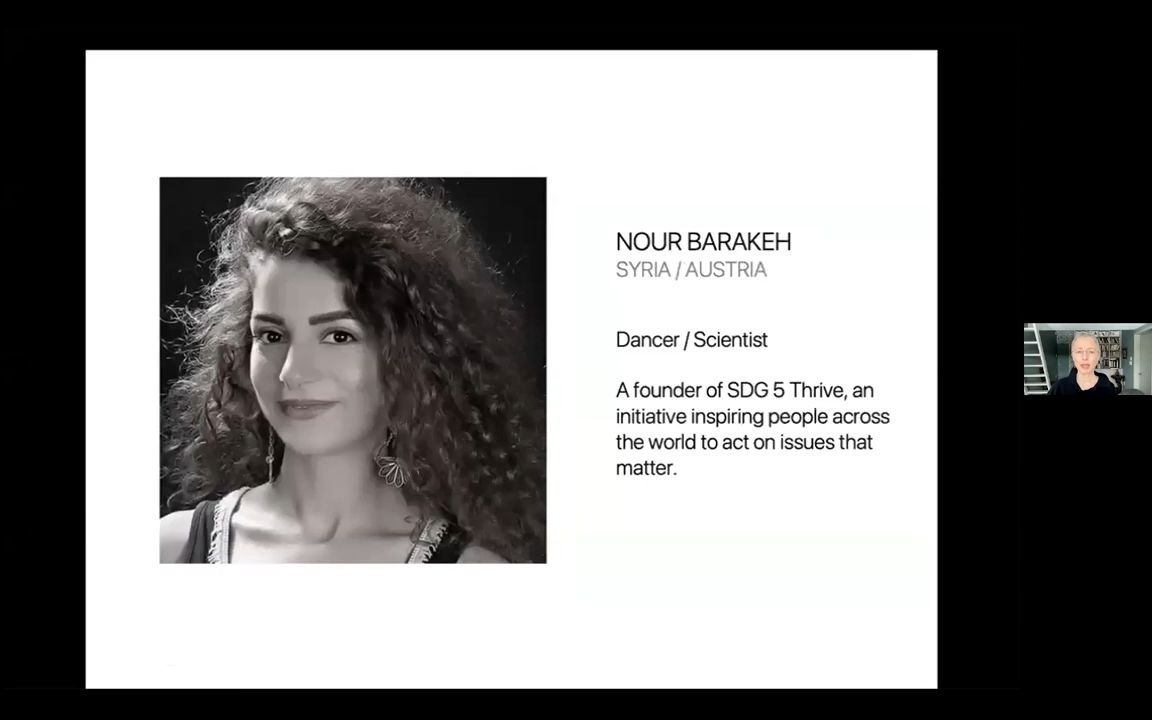 NOUR BARAKEH
SYRIA / AUSTRIA
Dancer / Scientist
A founder of SDG 5 Thrive, an
initiative inspiring people across
the world to act on issues that
matter.